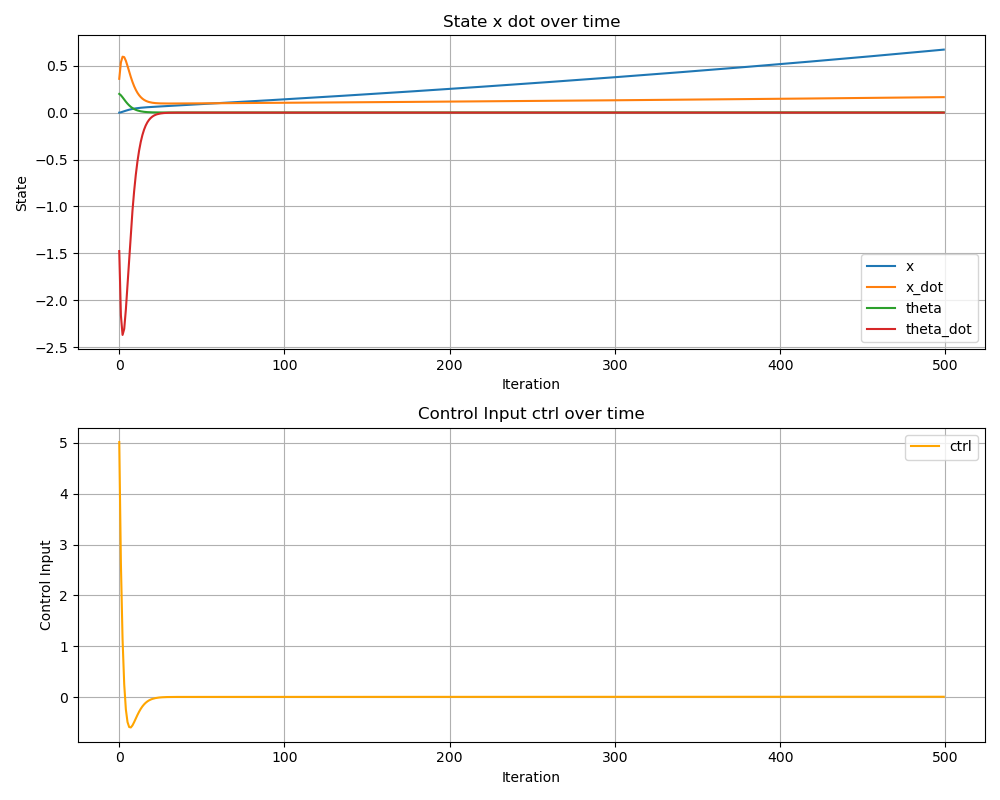 State x dot over time
State
0.5
0.0
−0.5
−1.0
−1.5
−2.0
−2.5
x
x_dot
theta
theta_dot
0 100 200 300 400 500
Iteration
Control Input ctrl over time
Control Input
5
4
3
2
1
0
ctrl
0 100 200 300 400 500
Iteration